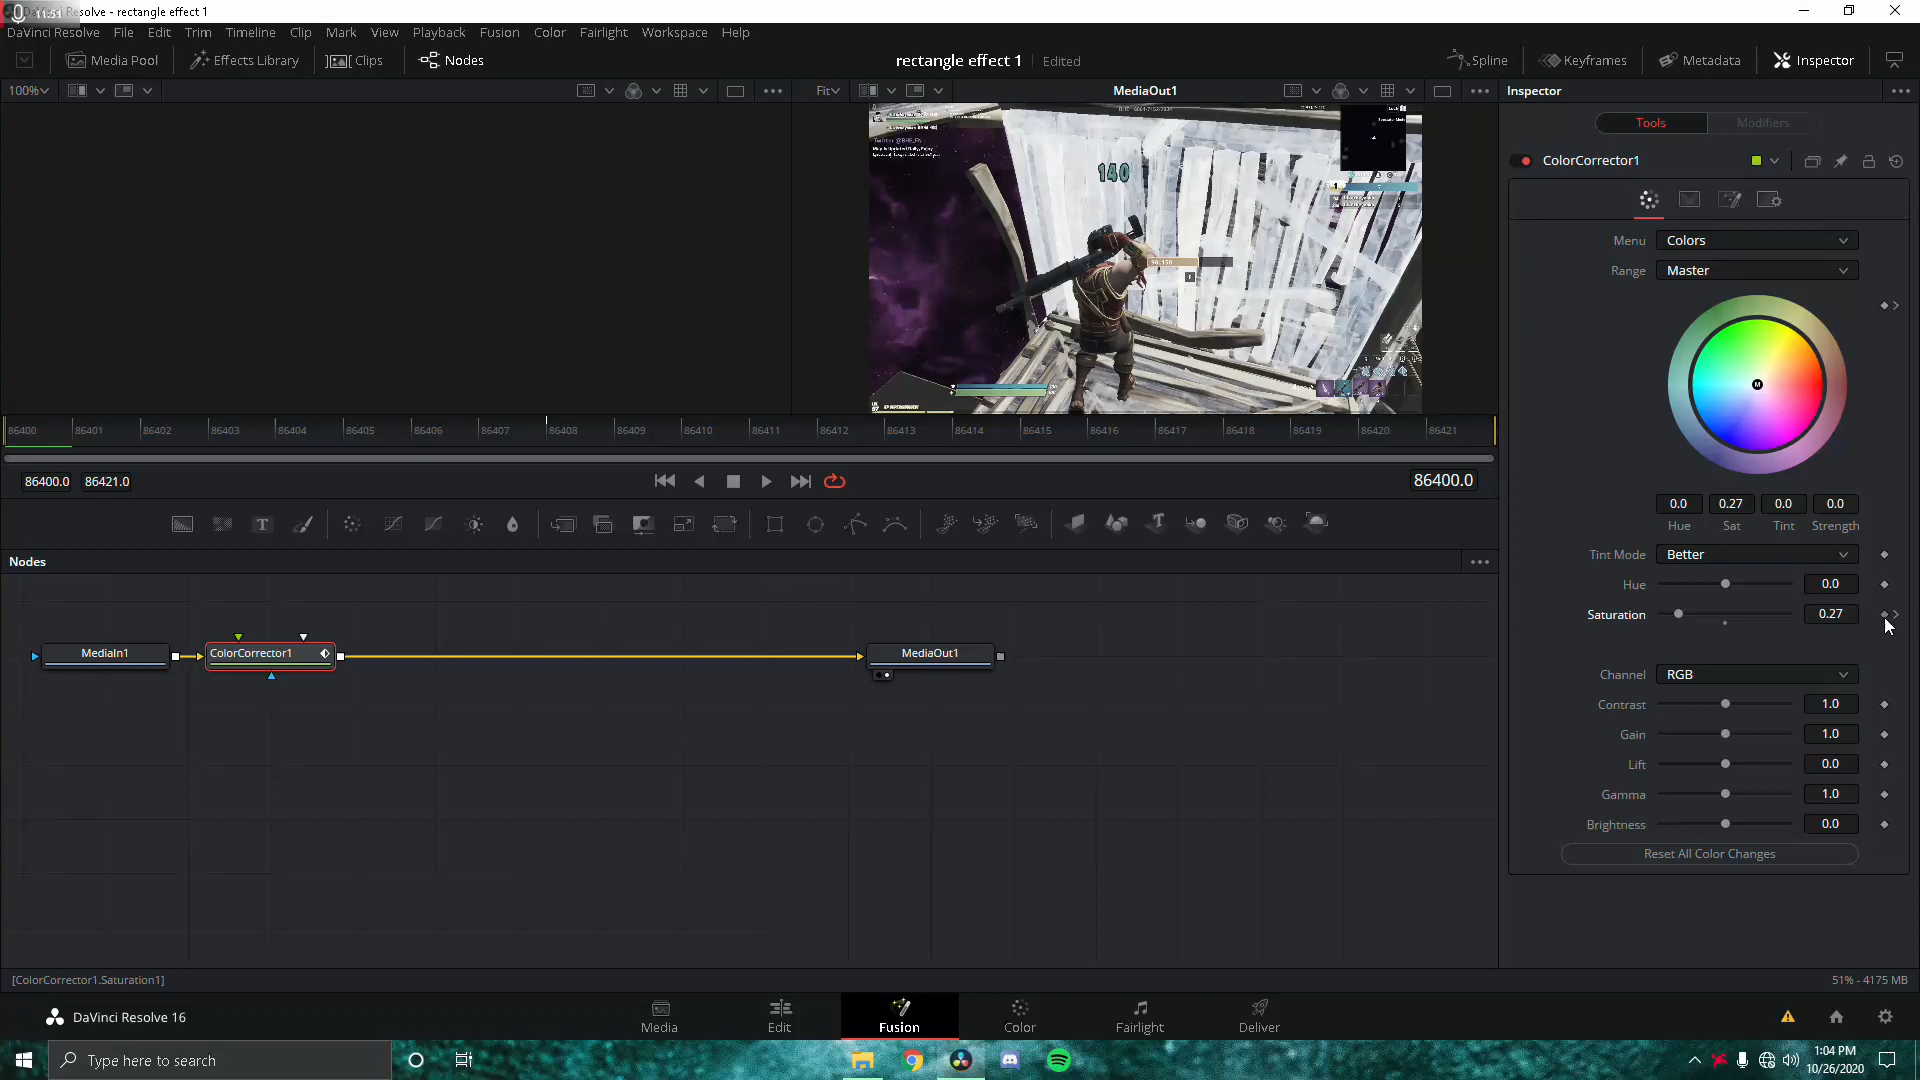 11:51
Resolve - rectangle effect 1
DaVinci Resolve File Edit Trim Timeline Clip Mark View Playback Fusion Color Fairlight Workspace Help
Media Pool Effects Library Clips Nodes
rectangle effect 1 Edited
Spline Keyframes Metadata Inspector
100%
Fit
MediaOut1
Inspector
Tools Modifiers
ColorCorrector1
Menu Colors
Range Master
140
0.0 0.27 0.0 0.0
Hue Sat Tint Strength
Tint Mode Better
Hue 0.0
Saturation 0.27
Channel RGB
Contrast 1.0
Gain 1.0
Lift 0.0
Gamma 1.0
Brightness 0.0
Reset All Color Changes
86400 86401 86402 86403 86404 86405 86406 86407 86408 86409 86410 86411 86412 86413 86414 86415 86416 86417 86418 86419 86420 86421
86400.0 86421.0
86400.0
Nodes
MediaIn1
ColorCorrector1
MediaOut1
[ColorCorrector1.Saturation1]
51% - 4175 MB
DaVinci Resolve 16
Media Edit Fusion Color Fairlight Deliver
Type here to search
1:04 PM
10/26/2020